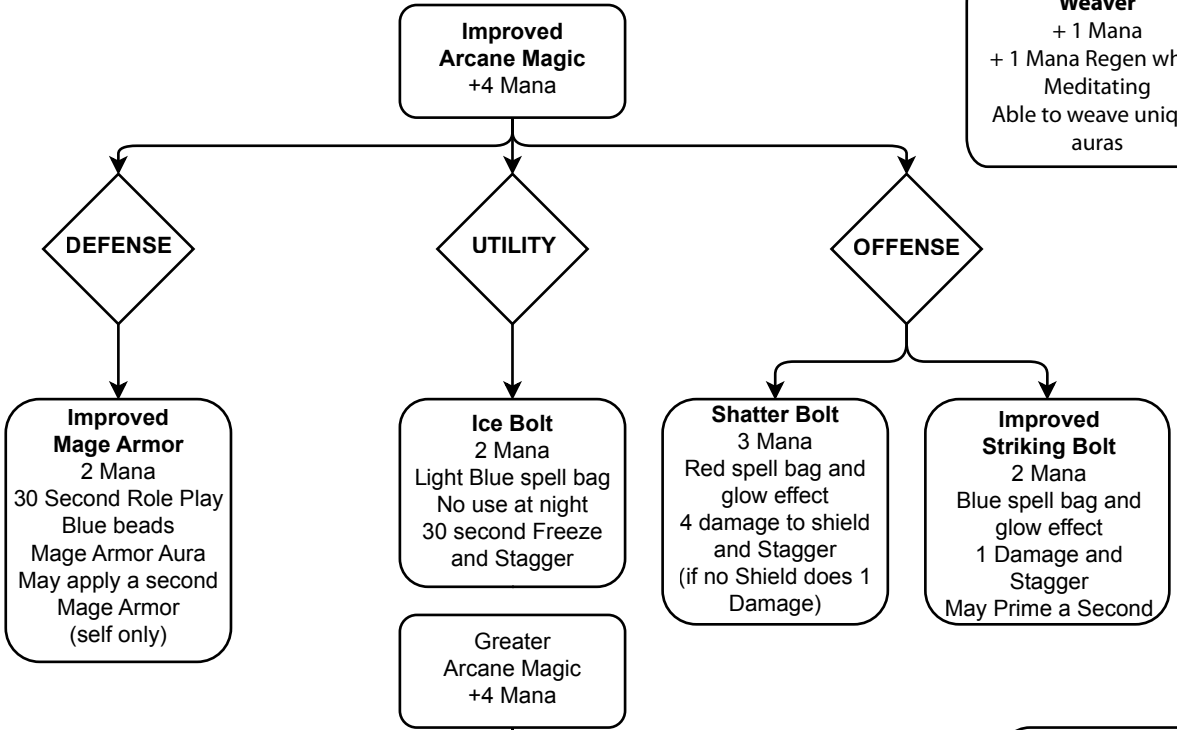 Improved
Arcane Magic
+4 Mana
Weaver
+ 1 Mana
+ 1 Mana Regen
Meditating
Able to weave
auras
DEFENSE
UTILITY
OFFENSE
Improved
Mage Armor
2 Mana
30 Second Role Play
Blue beads
Mage Armor Aura
May apply a second
Mage Armor
(self only)
Ice Bolt
2 Mana
Light Blue spell bag
No use at night
30 second Freeze
and Stagger
Shatter Bolt
3 Mana
Red spell bag and
glow effect
4 damage to shield
and Stagger
(if no Shield does 1
Damage)
Improved
Striking Bolt
2 Mana
Blue spell bag and
glow effect
1 Damage and
Stagger
May Prime a Second
Greater
Arcane Magic
+4 Mana